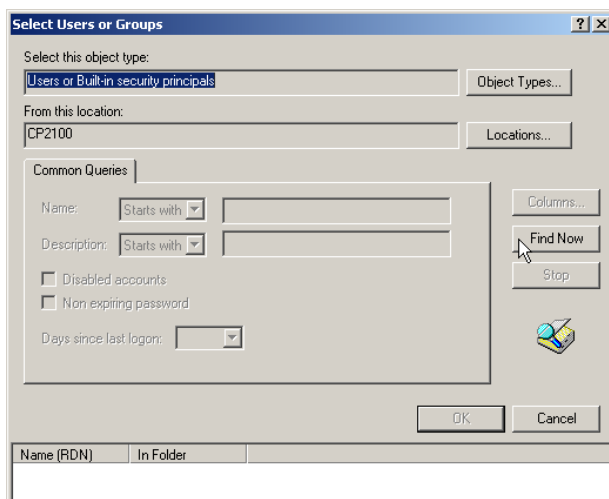 Select Users or Groups
Select this object type:
Users or Built-in security principals
Object Types...
From this location:
CP2100
Locations...
Common Queries
Name:
Starts with
Columns...
Description:
Starts with
Find Now
Disabled accounts
Stop
Non expiring password
Days since last logon:
OK
Cancel
Name (RDN)
In Folder